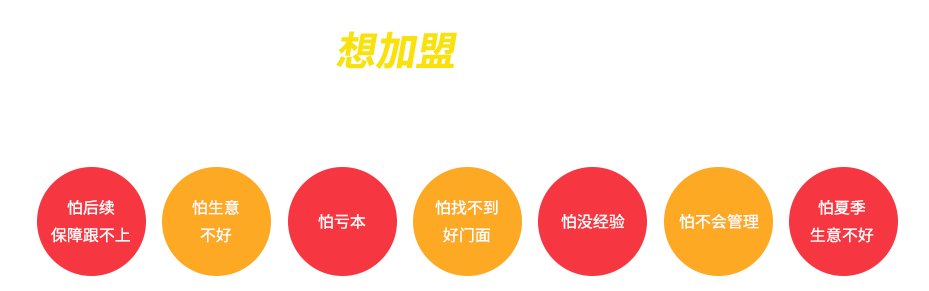 想加盟
怕后续
保障跟不上
怕生意
不好
怕亏本
怕找不到
好门面
怕没经验
怕不会管理
怕夏季
生意不好